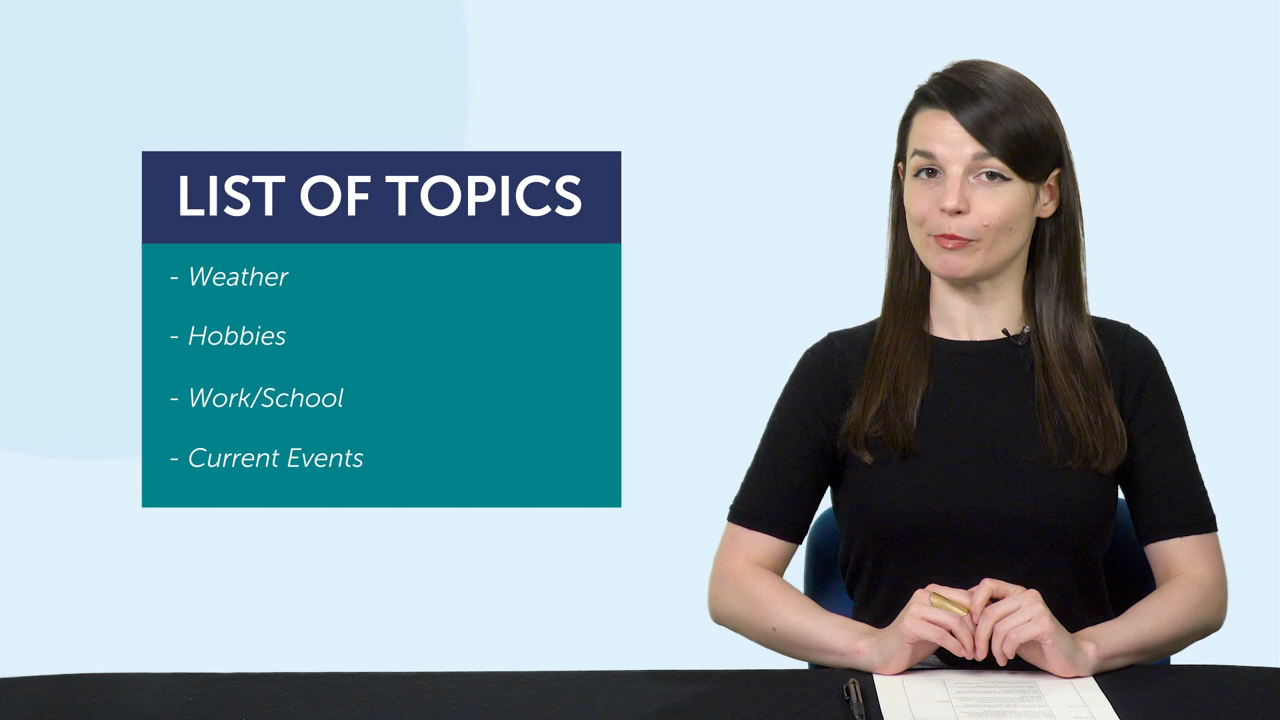 LIST OF TOPICS
- Weather
- Hobbies
- Work/School
- Current Events